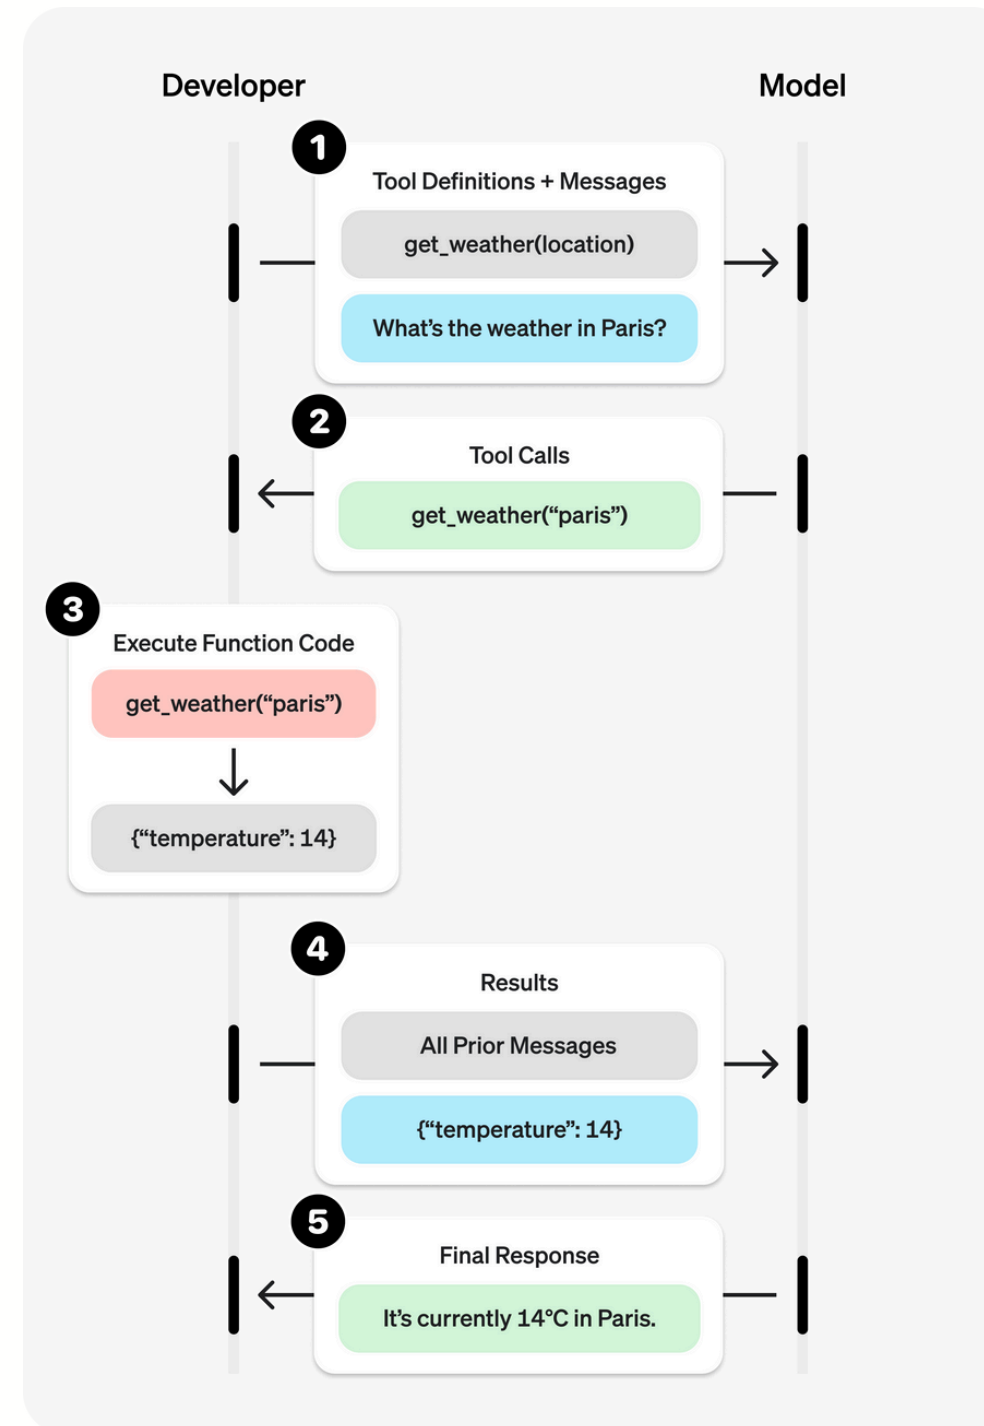 Developer
Model
1
Tool Definitions + Messages
get_weather(location)
What’s the weather in Paris?
2
Tool Calls
get_weather(“paris”)
3
Execute Function Code
get_weather(“paris”)
{“temperature”: 14}
4
Results
All Prior Messages
{“temperature”: 14}
5
Final Response
It’s currently 14°C in Paris.